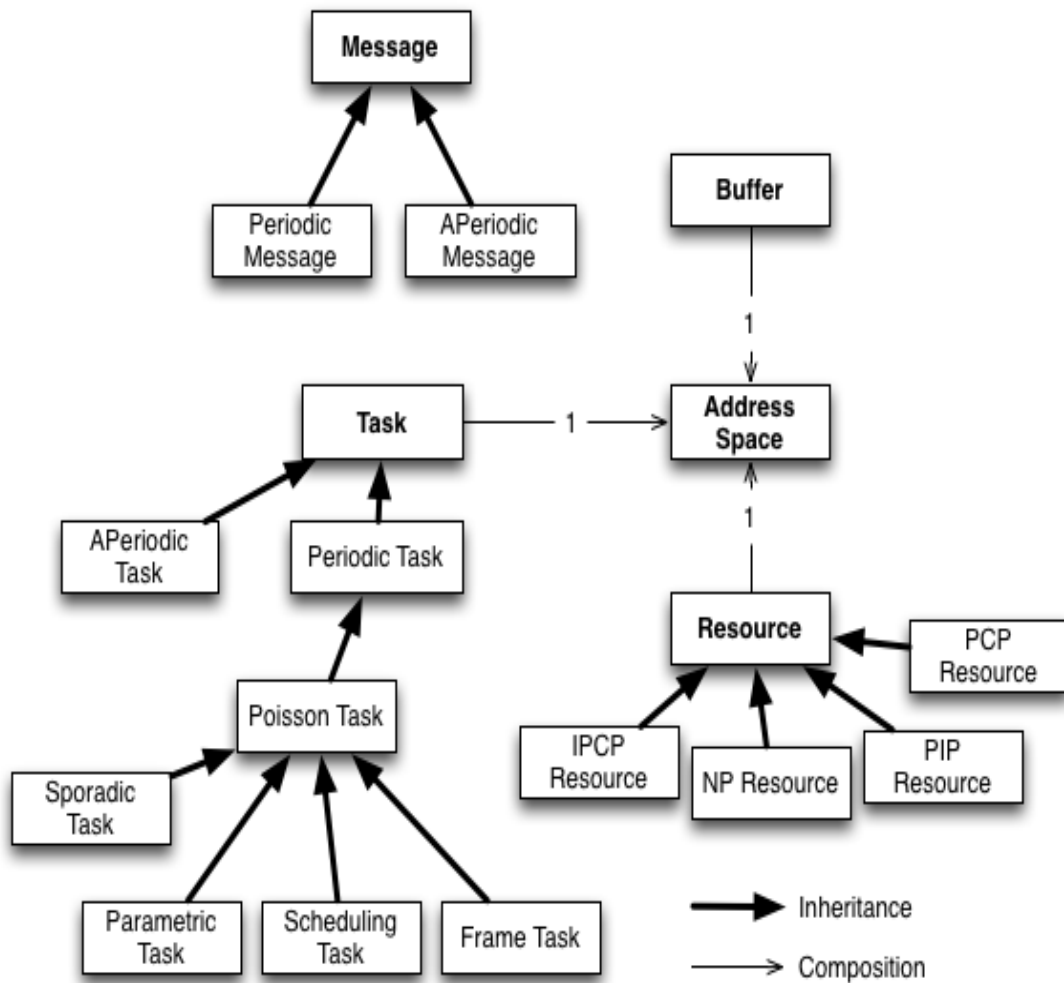 Message
Periodic
Message
APeriodic
Message
Buffer
1
Task
1
Address
Space
APeriodic
Task
Periodic Task
1
Resource
PCP
Resource
Poisson Task
IPCP
Resource
NP Resource
PIP
Resource
Sporadic
Task
Parametric
Task
Scheduling
Task
Frame Task
Inheritance
Composition